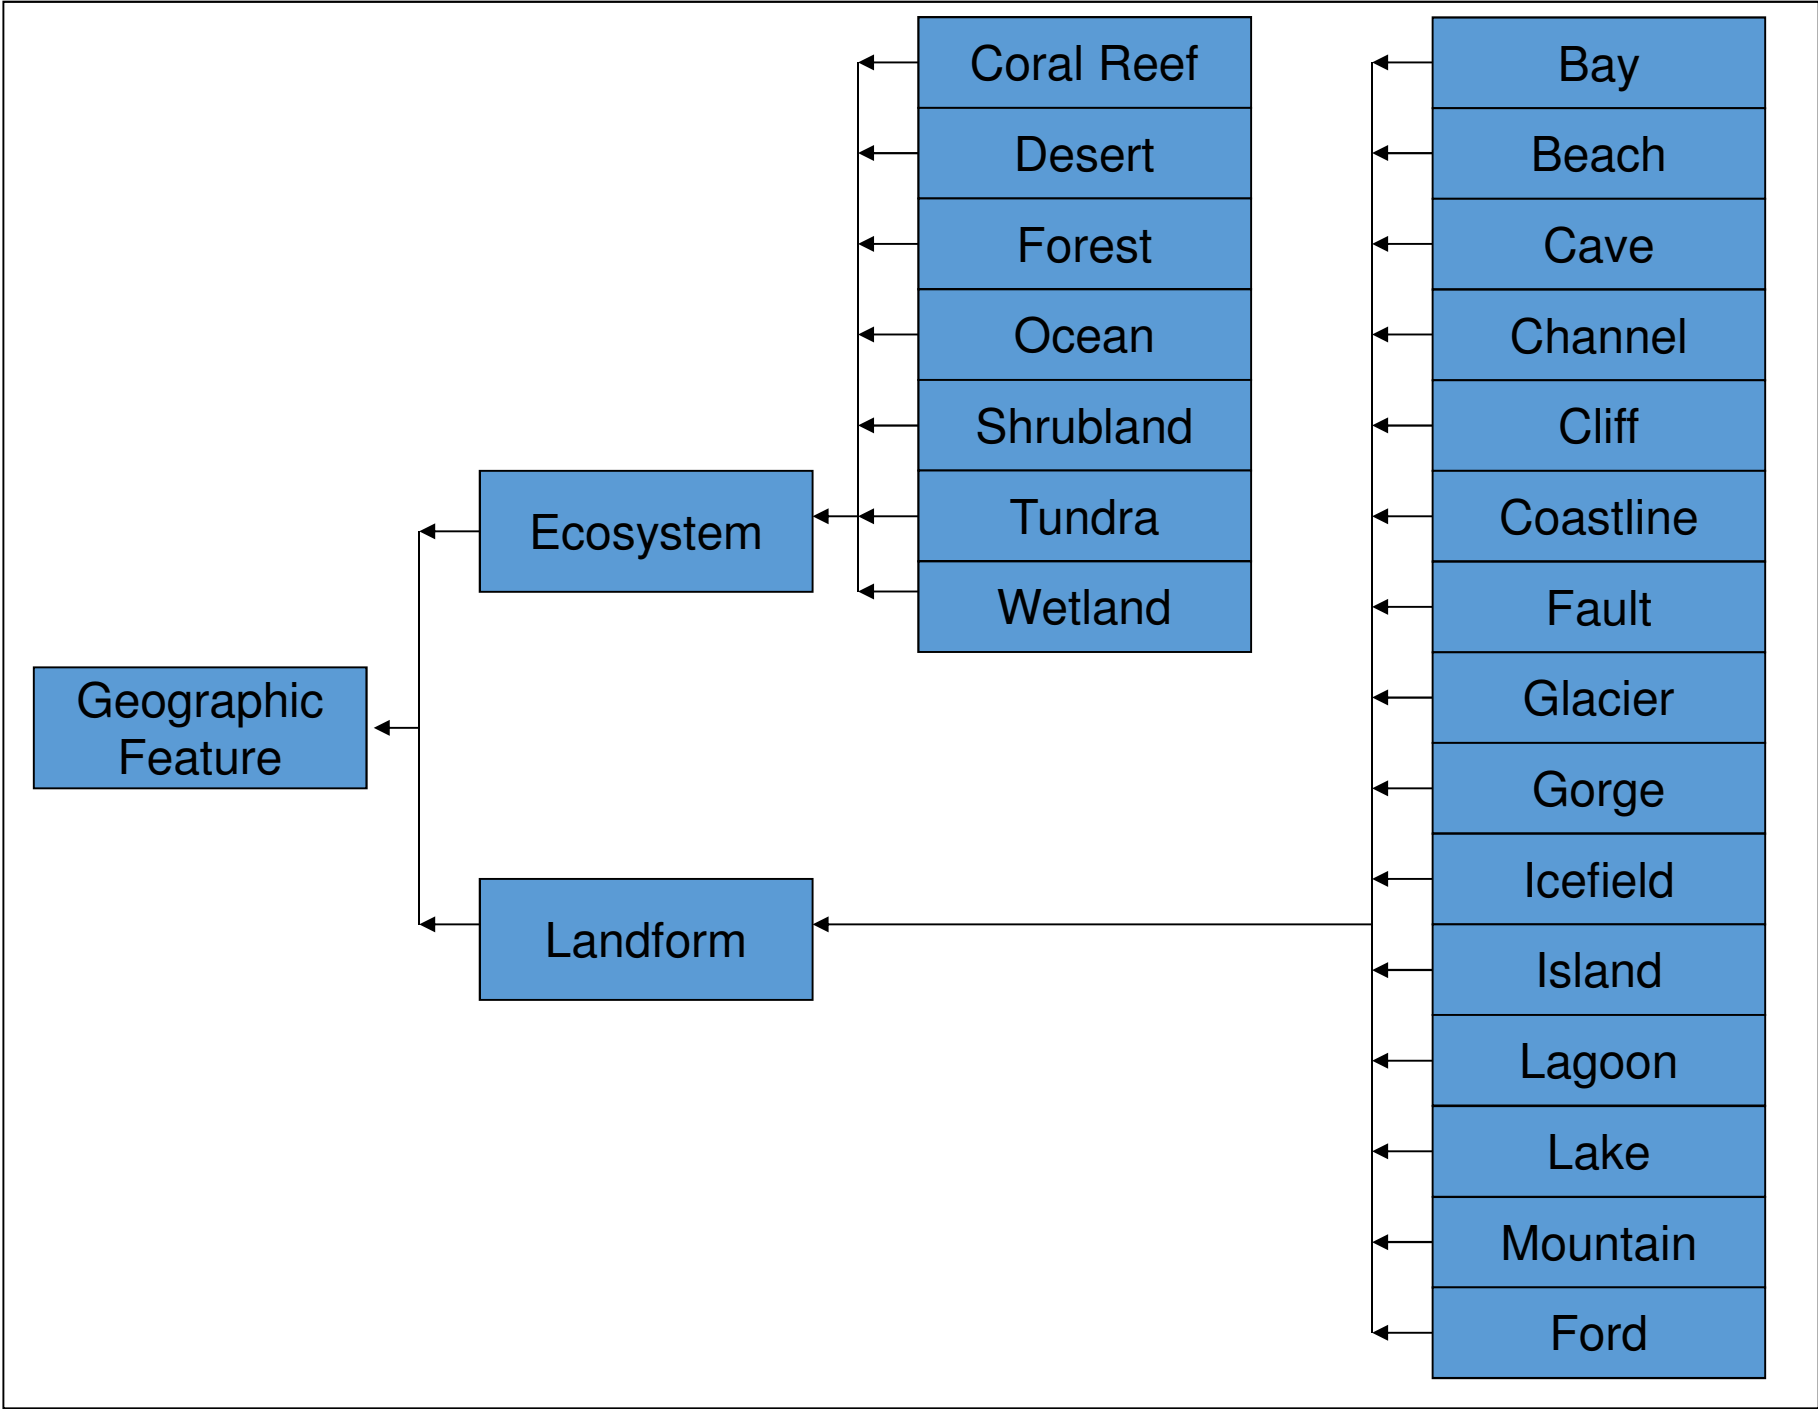 Geographic
Feature
Ecosystem
Landform
Coral Reef
Desert
Forest
Ocean
Shrubland
Tundra
Wetland
Bay
Beach
Cave
Channel
Cliff
Coastline
Fault
Glacier
Gorge
Icefield
Island
Lagoon
Lake
Mountain
Ford